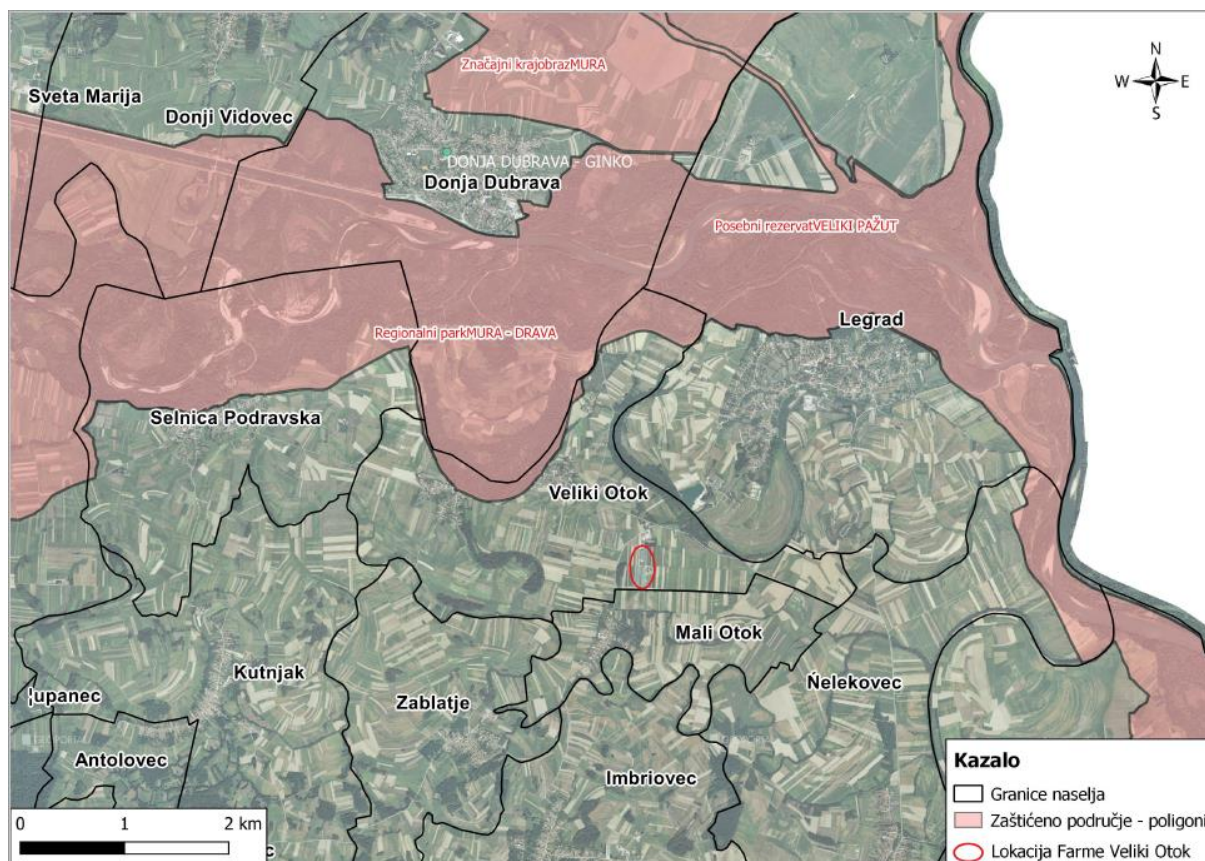 Značajni krajobrazMURA
Sveta Marija
Donji Vidovec
DONJA DUBRAVA - GINKO
Donja Dubrava
Posebni rezervatVELIKI PAŽUT
Regionalni parkMURA - DRAVA
Legrad
Selnica Podravska
Veliki Otok
Mali Otok
Kutnjak
Zablatje
Ńelekovec
¦upanec
Antolovec
Imbriovec
N
W E
S
0 1 2 km
c
Kazalo
Granice naselja
Zaštićeno područje - poligoni
Lokacija Farme Veliki Otok